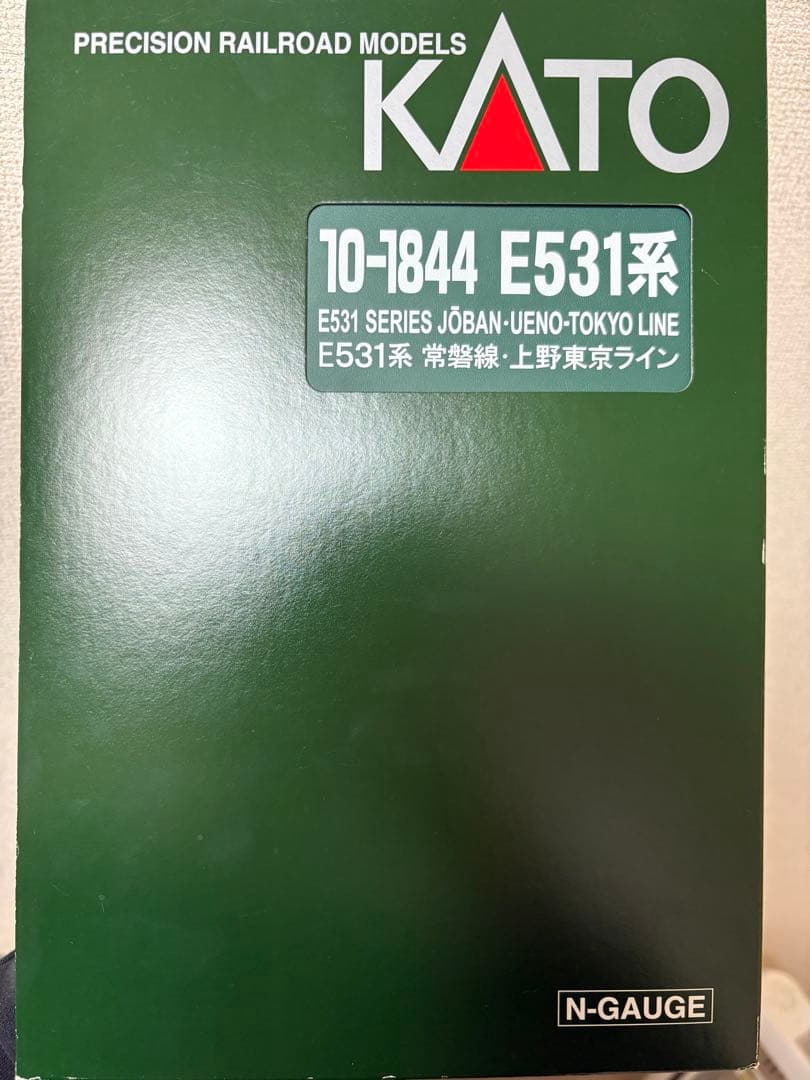 PRECISION RAILROAD MODELS
KATO
10-1844 E531系
E531 SERIES JŌBAN·UENO-TOKYO LINE
E531系 常磐線·上野東京ライン
N-GAUGE